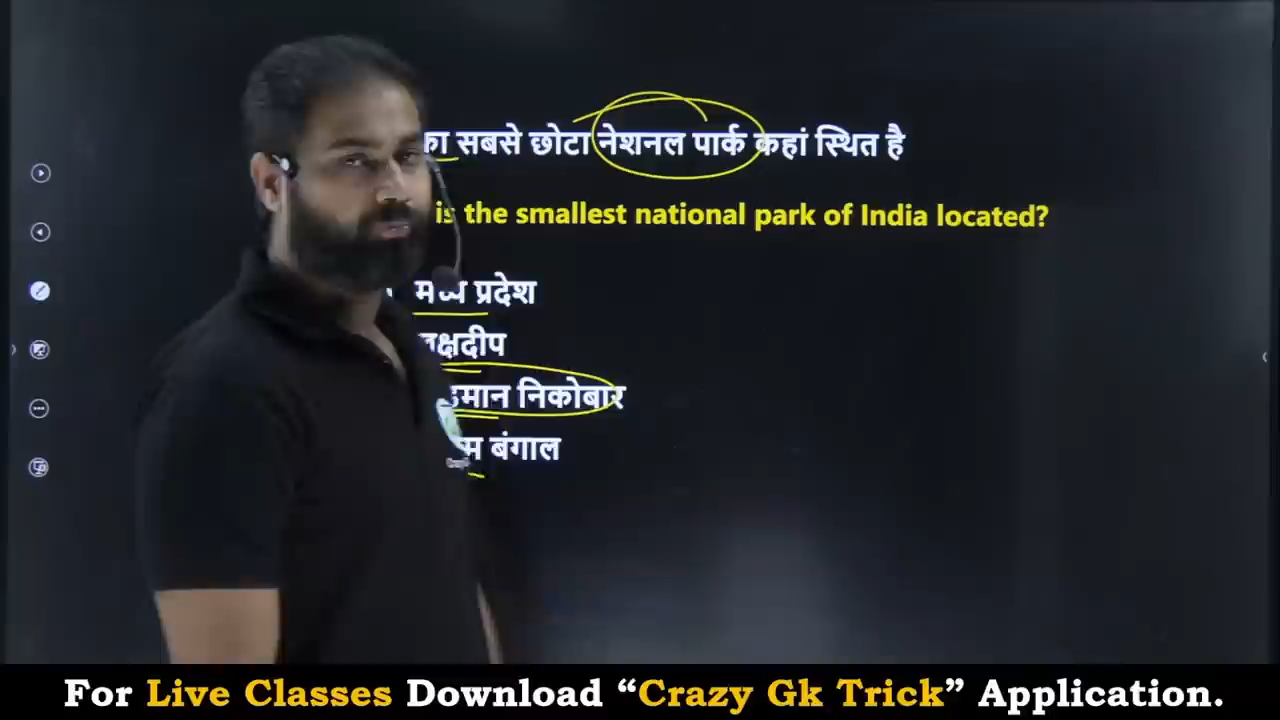 का सबसे छोटा नेशनल पार्क कहां स्थित है
is the smallest national park of India located?
प्रदेश
निकोबार
बंगाल
For Live Classes Download “Crazy Gk Trick” Application.